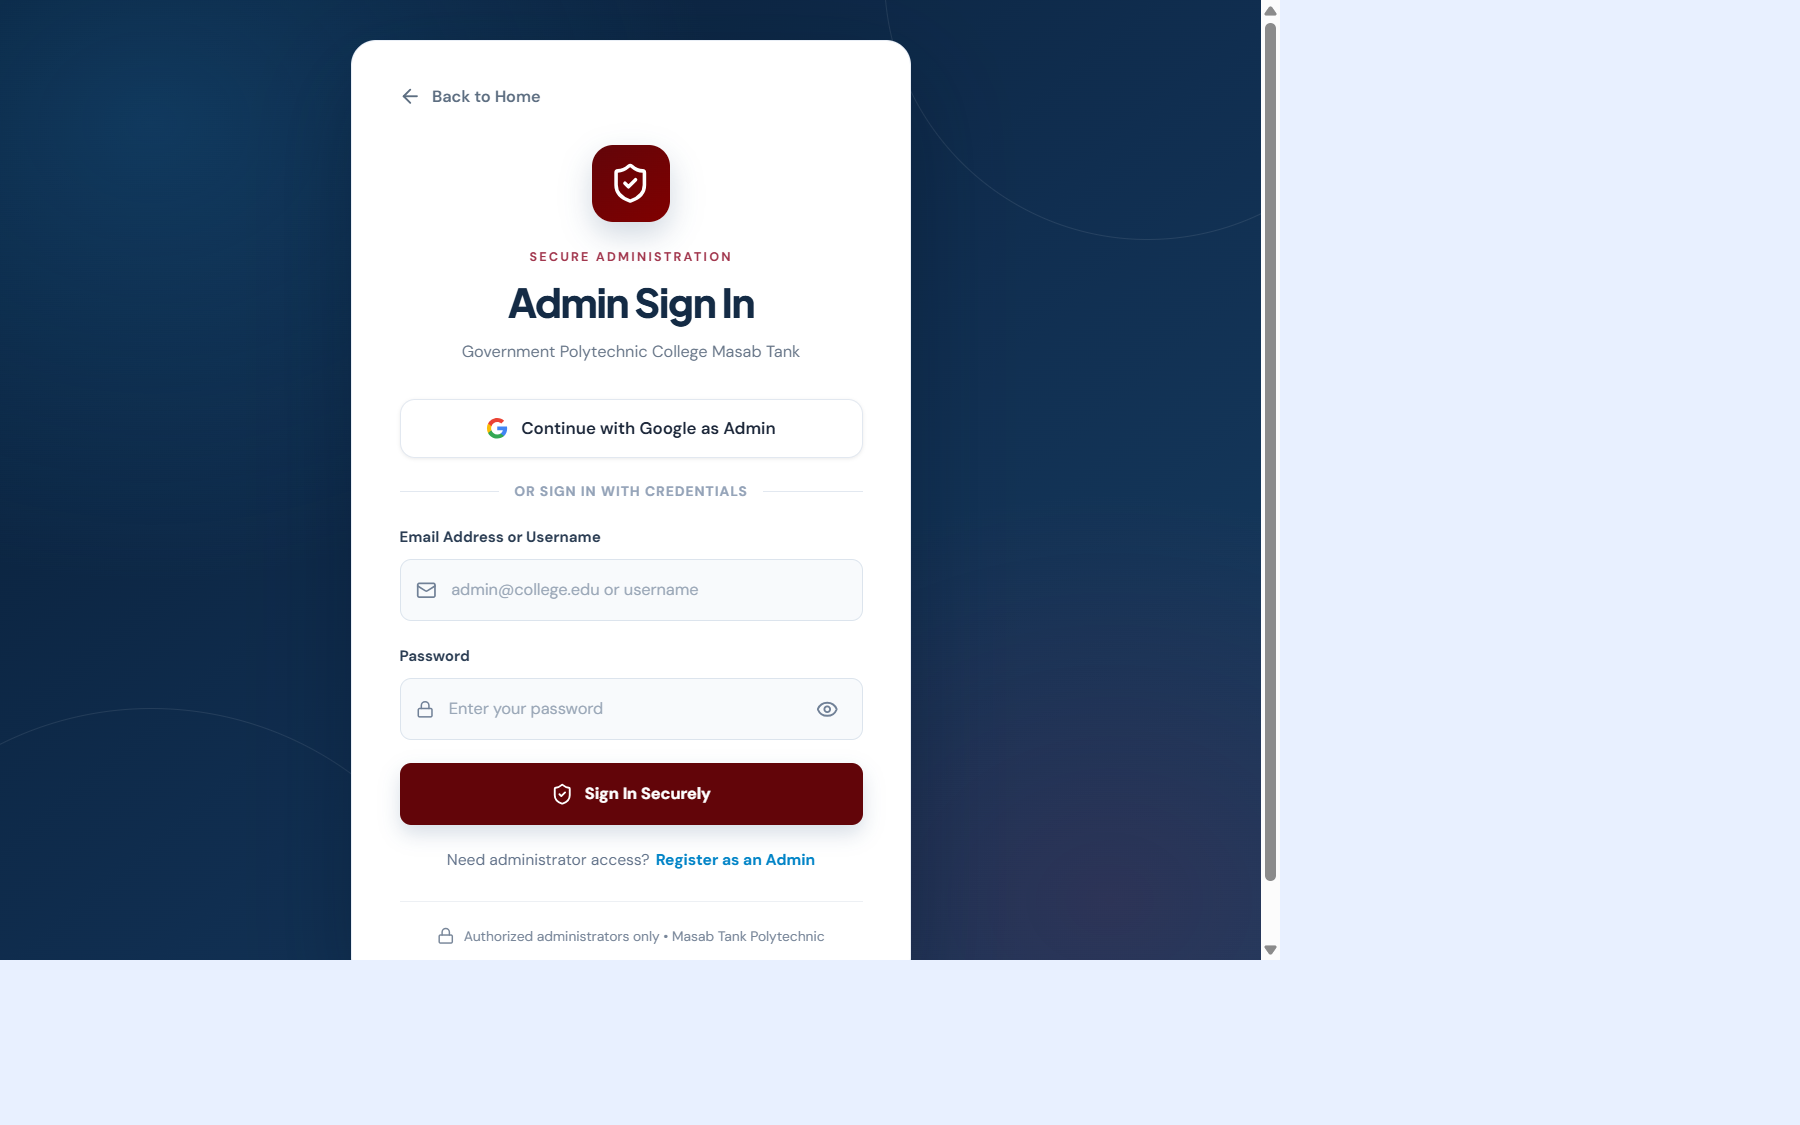 Back to Home
SECURE ADMINISTRATION
Admin Sign In
Government Polytechnic College Masab Tank
Continue with Google as Admin
OR SIGN IN WITH CREDENTIALS
Email Address or Username
admin@college.edu or username
Password
Enter your password
Sign In Securely
Need administrator access? Register as an Admin
Authorized administrators only • Masab Tank Polytechnic